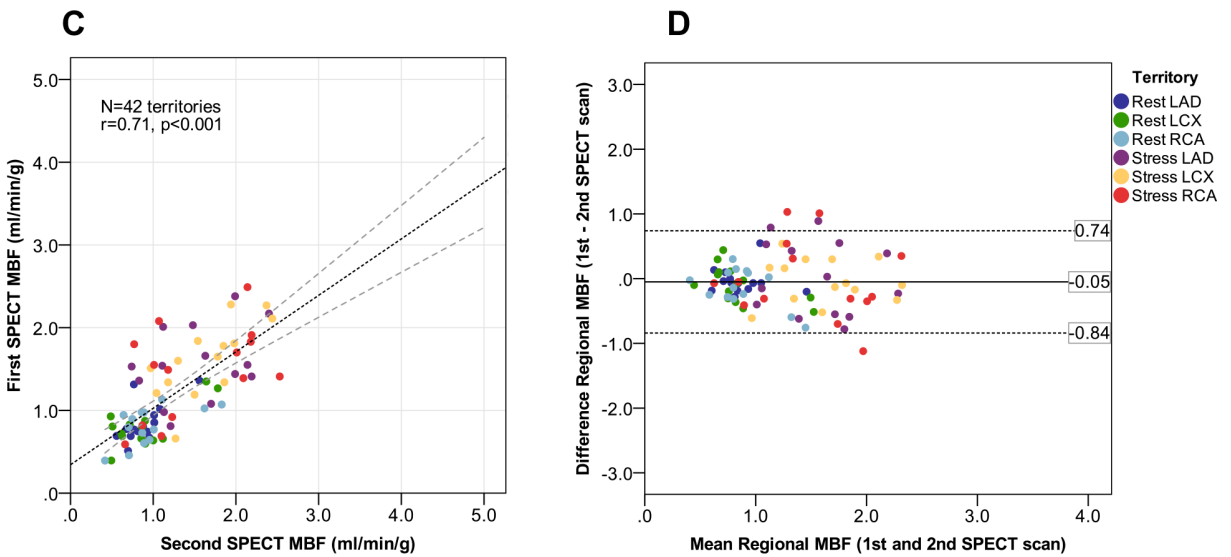 C
N=42 territories
r=0.71, p<0.001
First SPECT MBF (ml/min/g)
5.0
4.0
3.0
2.0
1.0
.0
.0 1.0 2.0 3.0 4.0 5.0
Second SPECT MBF (ml/min/g)
D
Difference Regional MBF (1st - 2nd SPECT scan)
3.0
2.0
1.0
.0
-1.0
-2.0
-3.0
0.74
-0.05
-0.84
.0 1.0 2.0 3.0 4.0
Mean Regional MBF (1st and 2nd SPECT scan)
Territory
Rest LAD
Rest LCX
Rest RCA
Stress LAD
Stress LCX
Stress RCA